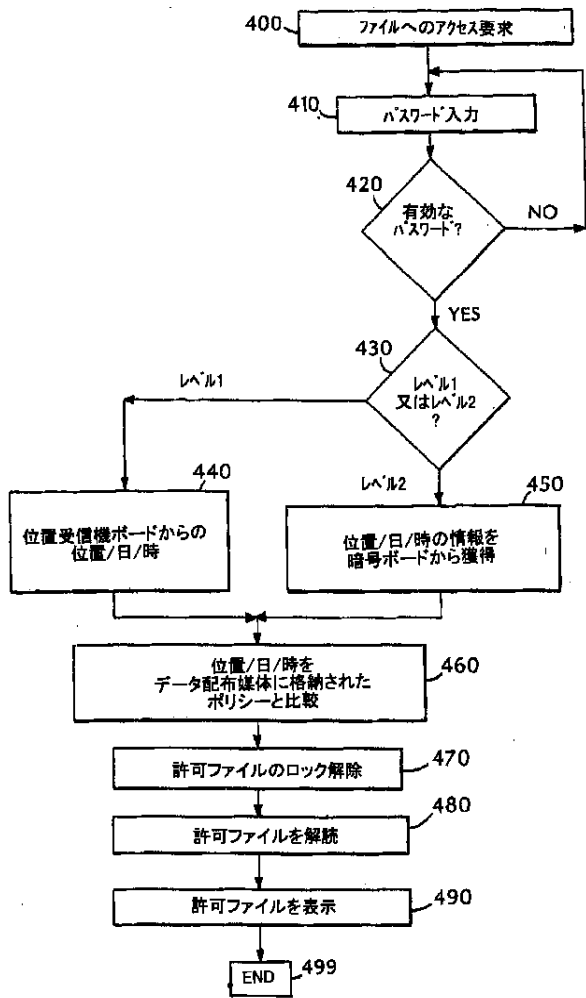 400
ファイルへのアクセス要求
410
パスワード入力
420
有効な
パスワード?
NO
YES
430
レベル1
又はレベル2
?
レベル1
レベル2
440
位置受信機ボードからの
位置/日/時
450
位置/日/時の情報を
暗号ボードから獲得
460
位置/日/時を
データ配布媒体に格納された
ポリシーと比較
470
許可ファイルのロック解除
480
許可ファイルを解読
490
許可ファイルを表示
END
499